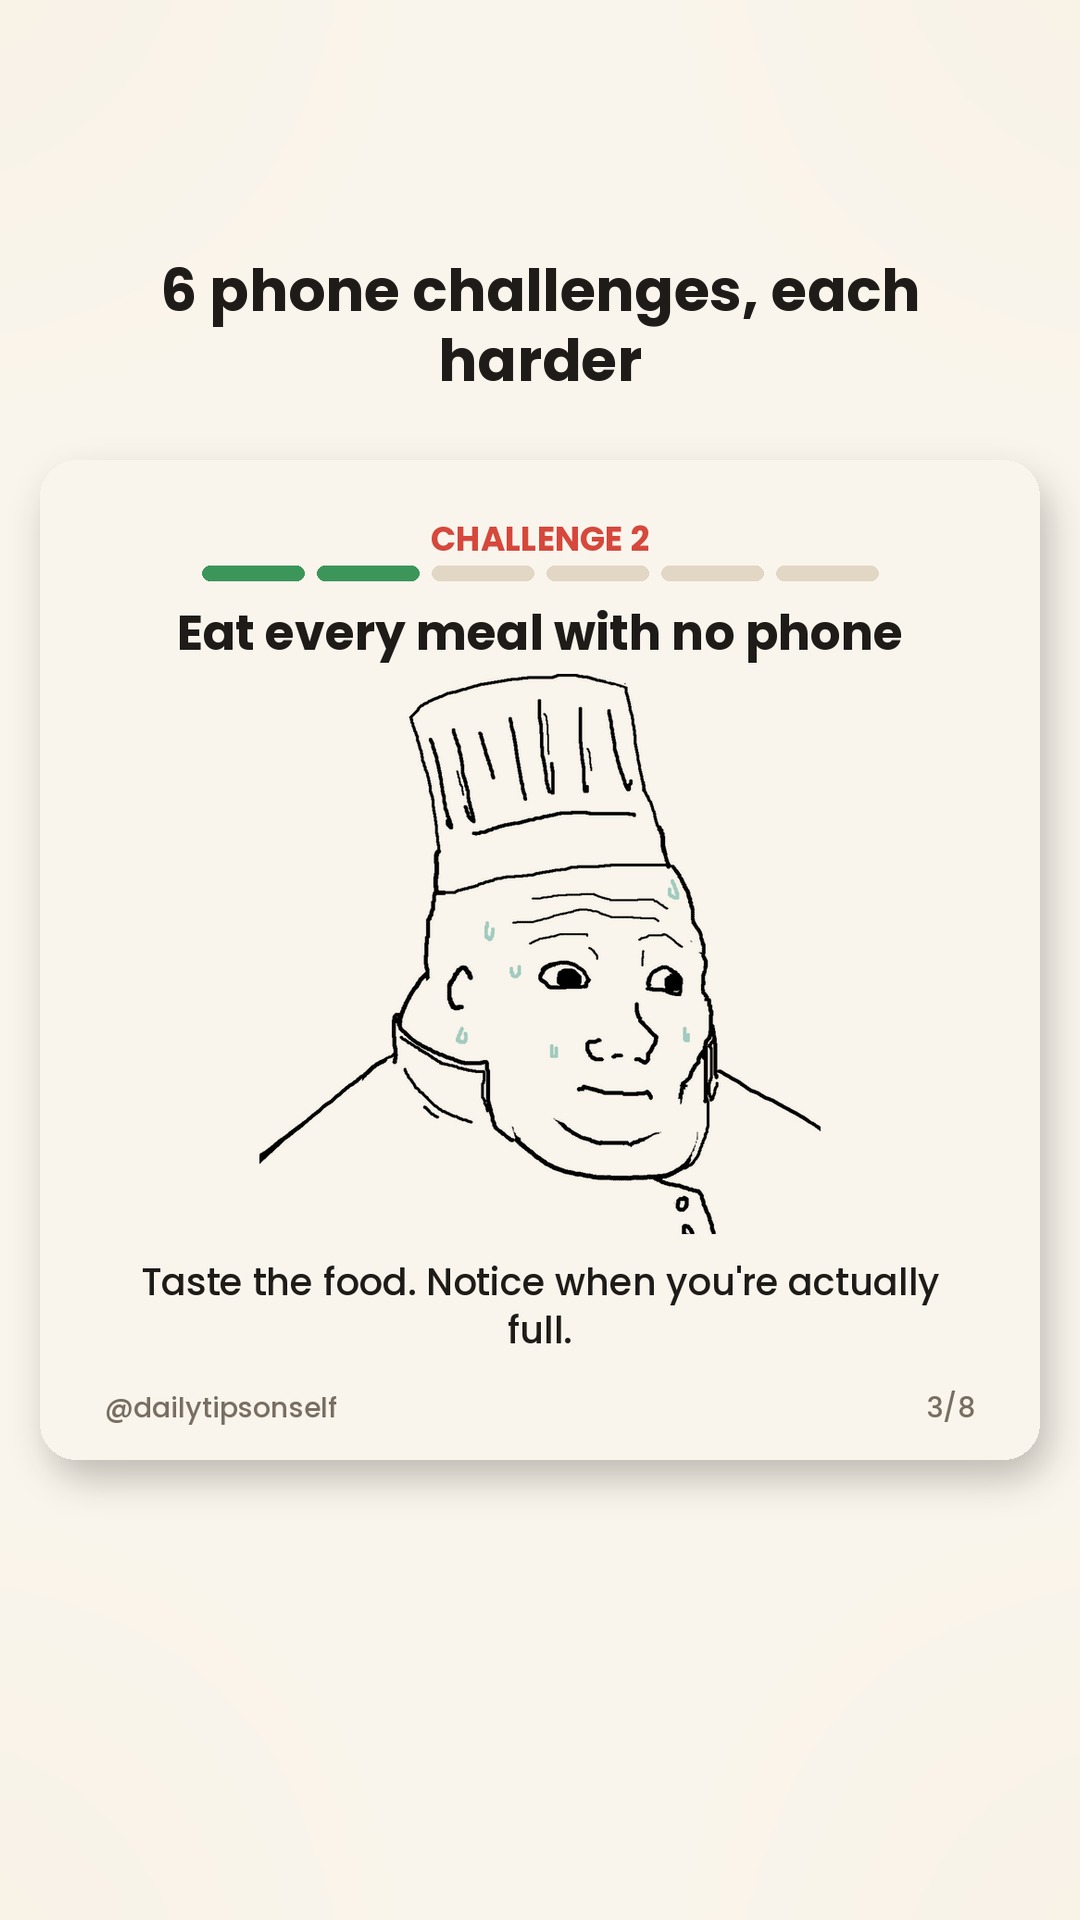 6 phone challenges, each
harder
CHALLENGE 2
Eat every meal with no phone
Taste the food. Notice when you're actually
full.
@dailytipsonself
3/8